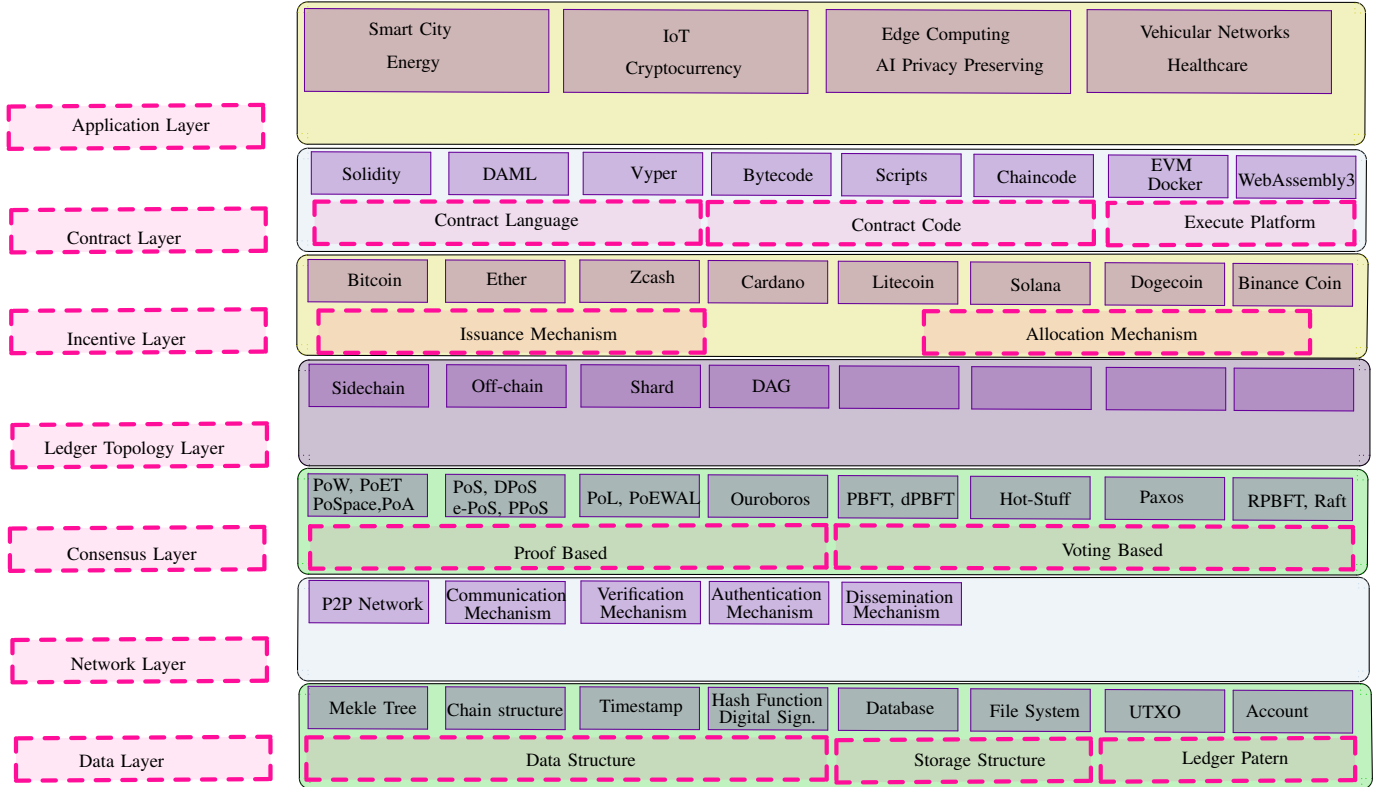 Smart City
Energy
IoT
Cryptocurrency
Edge Computing
AI Privacy Preserving
Vehicular Networks
Healthcare
Application Layer
Solidity
DAML
Vyper
Bytecode
Scripts
Chaincode
EVM
Docker
WebAssembly3
Contract Language
Contract Code
Execute Platform
Contract Layer
Bitcoin
Ether
Zcash
Cardano
Litecoin
Solana
Dogecoin
Binance Coin
Issuance Mechanism
Allocation Mechanism
Incentive Layer
Sidechain
Off-chain
Shard
DAG
Ledger Topology Layer
PoW, PoET
PoSpace,PoA
PoS, DPoS
e-PoS, PPoS
PoL, PoEWAL
Ouroboros
PBFT, dPBFT
Hot-Stuff
Paxos
RPBFT, Raft
Proof Based
Voting Based
Consensus Layer
P2P Network
Communication
Mechanism
Verification
Mechanism
Authentication
Mechanism
Dissemination
Mechanism
Network Layer
Mekle Tree
Chain structure
Timestamp
Hash Function
Digital Sign.
Database
File System
UTXO
Account
Data Structure
Storage Structure
Ledger Patern
Data Layer